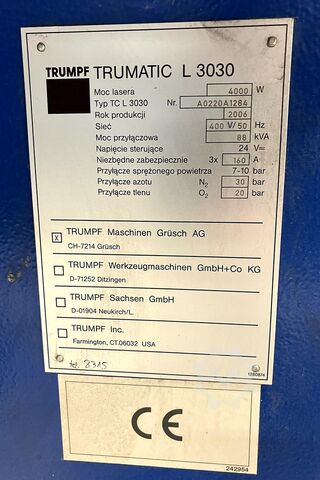 TRUMPF TRUMATIC L 3030
Moc lasera 4000 W
Typ TC L 3030 Nr. A0220A1284
Rok produkcji 2006
Sieć 400 V/ 50 Hz
Moc przyłączowa 88 kVA
Napięcie sterujące 24 V=
Niezbędne zabezpiecznie 3x 160 A
Przyłącze sprężonego powietrza 7-10 bar
Przyłącze azotu N₂ 30 bar
Przyłącze tlenu O₂ 20 bar
x TRUMPF Maschinen Grüsch AG
CH-7214 Grüsch
TRUMPF Werkzeugmaschinen GmbH+Co KG
D-71252 Ditzingen
TRUMPF Sachsen GmbH
D-01904 Neukirch/L.
TRUMPF Inc.
Farmington, CT.06032 USA
8315
1280874
CE
242954